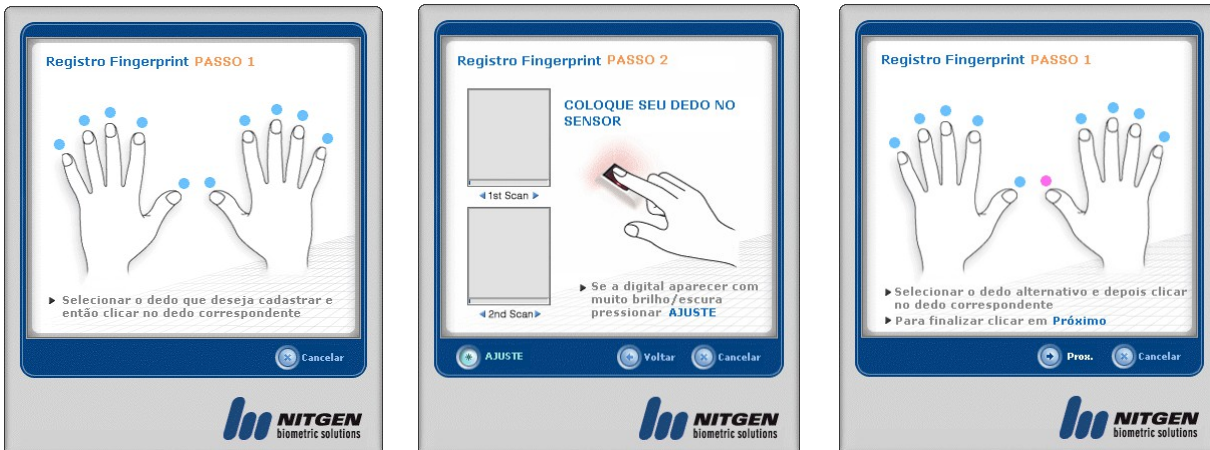 Registro Fingerprint PASSO 1
▶ Selecionar o dedo que deseja cadastrar e
então clicar no dedo correspondente
Cancelar
NITGEN
biometric solutions
Registro Fingerprint PASSO 2
COLOQUE SEU DEDO NO
SENSOR
◀ 1st Scan ▶
◀ 2nd Scan ▶
▶ Se a digital aparecer com
muito brilho/escura
pressionar AJUSTE
AJUSTE
Voltar
Cancelar
NITGEN
biometric solutions
Registro Fingerprint PASSO 1
▶ Selecionar o dedo alternativo e depois clicar
no dedo correspondente
▶ Para finalizar clicar em Próximo
Prox.
Cancelar
NITGEN
biometric solutions